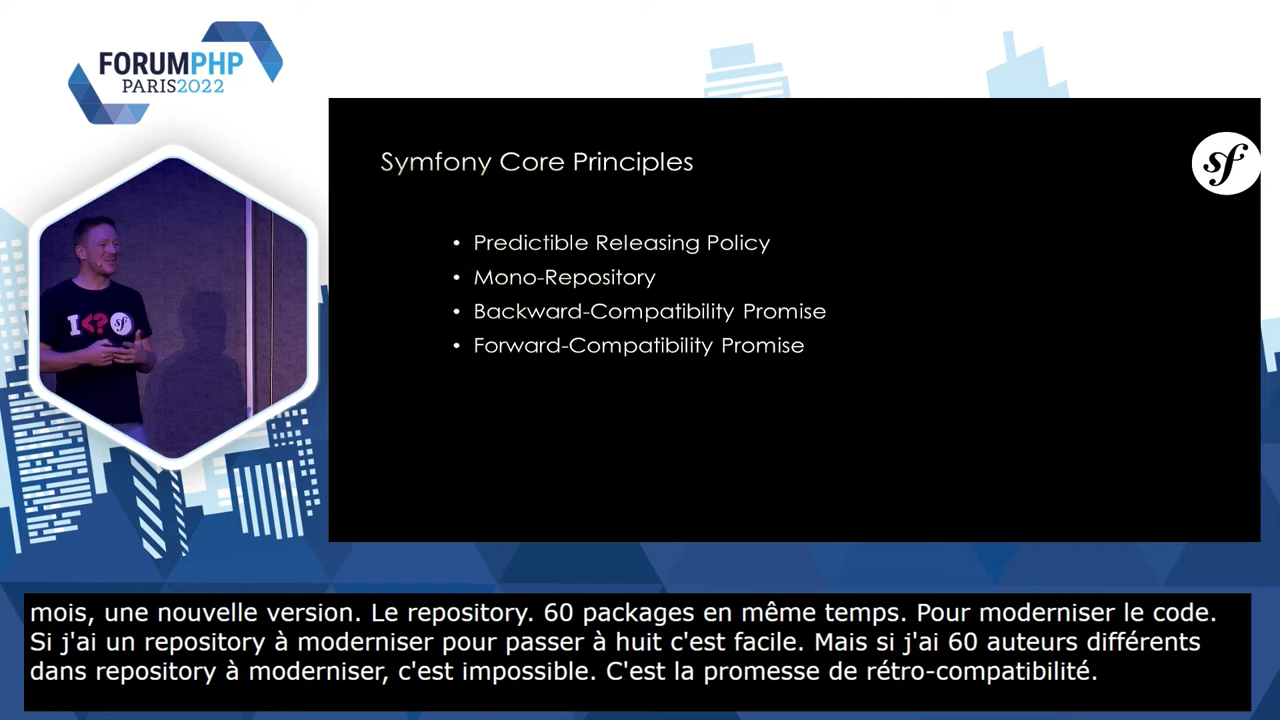 FORUMPHP
PARIS2022
Symfony Core Principles
sf
• Predictible Releasing Policy
• Mono-Repository
• Backward-Compatibility Promise
• Forward-Compatibility Promise
I <? sf
mois, une nouvelle version. Le repository. 60 packages en même temps. Pour moderniser le code.
Si j'ai un repository à moderniser pour passer à huit c'est facile. Mais si j'ai 60 auteurs différents
dans repository à moderniser, c'est impossible. C'est la promesse de rétro-compatibilité.